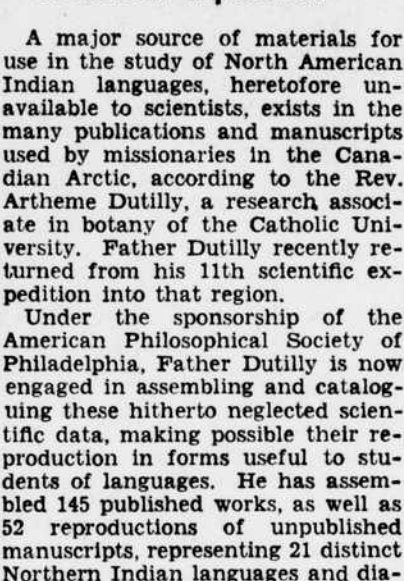 A major source of materials for
use in the study of North American
Indian languages, heretofore un-
available to scientists, exists in the
many publications and manuscripts
used by missionaries in the Cana-
dian Arctic, according to the Rev.
Artheme Dutilly, a research associ-
ate in botany of the Catholic Uni-
versity. Father Dutilly recently re-
turned from his 11th scientific ex-
pedition into that region.
Under the sponsorship of the
American Philosophical Society of
Philadelphia, Father Dutilly is now
engaged in assembling and catalog-
uing these hitherto neglected scien-
tific data, making possible their re-
production in forms useful to stu-
dents of languages. He has assem-
bled 145 published works, as well as
52 reproductions of unpublished
manuscripts, representing 21 distinct
Northern Indian languages and dia-